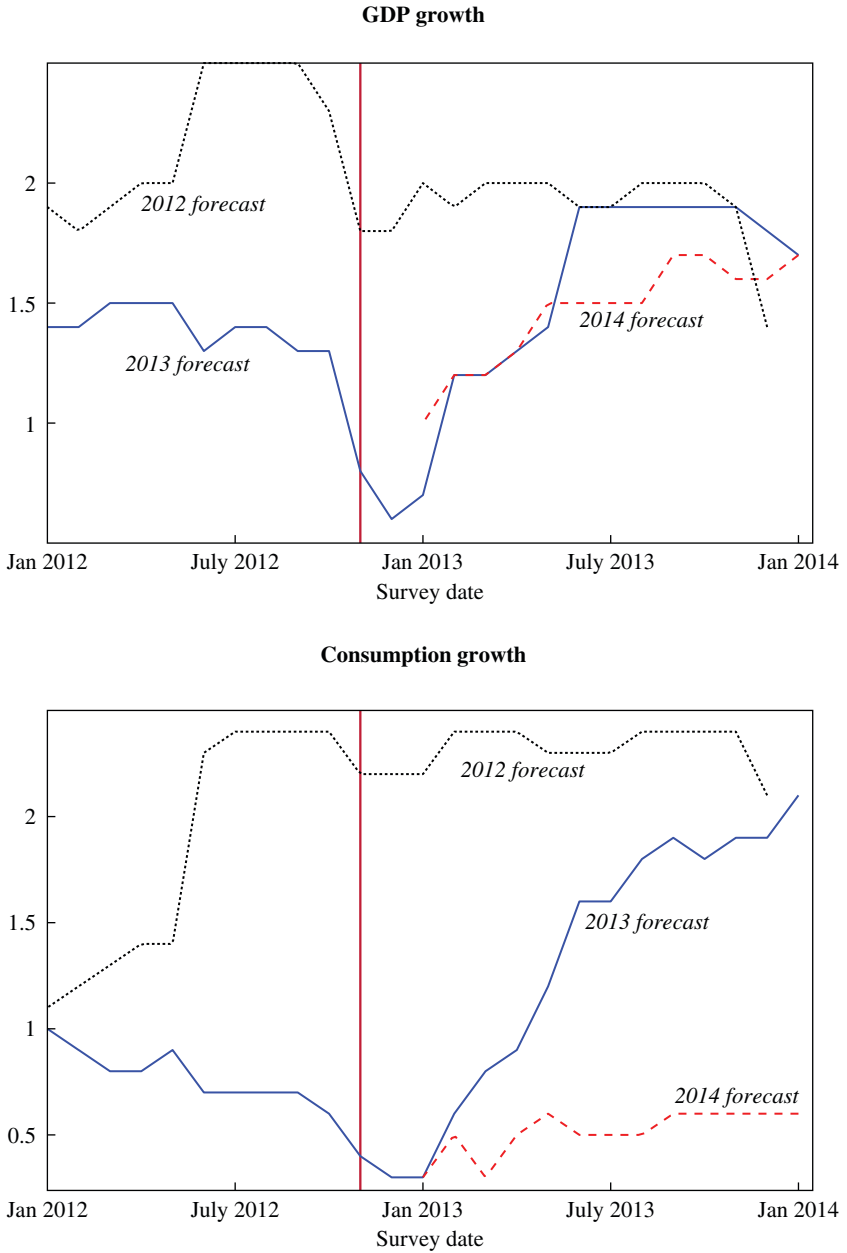 GDP growth
2
2012 forecast
1.5
2014 forecast
2013 forecast
1
Jan 2012
July 2012
Jan 2013
July 2013
Jan 2014
Survey date
Consumption growth
2012 forecast
2
1.5
2013 forecast
1
2014 forecast
0.5
Jan 2012
July 2012
Jan 2013
July 2013
Jan 2014
Survey date